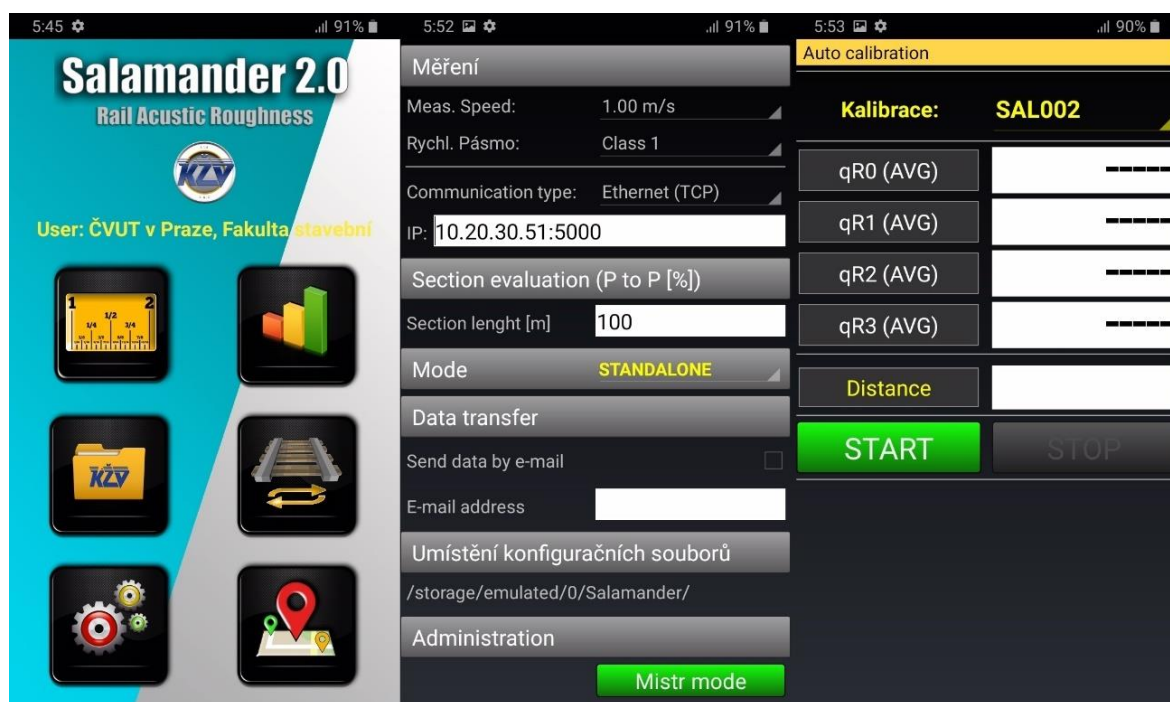 5:45 91%
Salamander 2.0
Rail Acustic Roughness
KŽV
User: ČVUT v Praze, Fakulta stavební
1 2
1/2
1/4 3/4
KŽV
5:52 91%
Měření
Meas. Speed: 1.00 m/s
Rychl. Pásmo: Class 1
Communication type: Ethernet (TCP)
IP: 10.20.30.51:5000
Section evaluation (P to P [%])
Section lenght [m] 100
Mode STANDALONE
Data transfer
Send data by e-mail
E-mail address
Umístění konfiguračních souborů
/storage/emulated/0/Salamander/
Administration
Mistr mode
5:53 90%
Auto calibration
Kalibrace: SAL002
qR0 (AVG) -----
qR1 (AVG) -----
qR2 (AVG) -----
qR3 (AVG) -----
Distance
START STOP